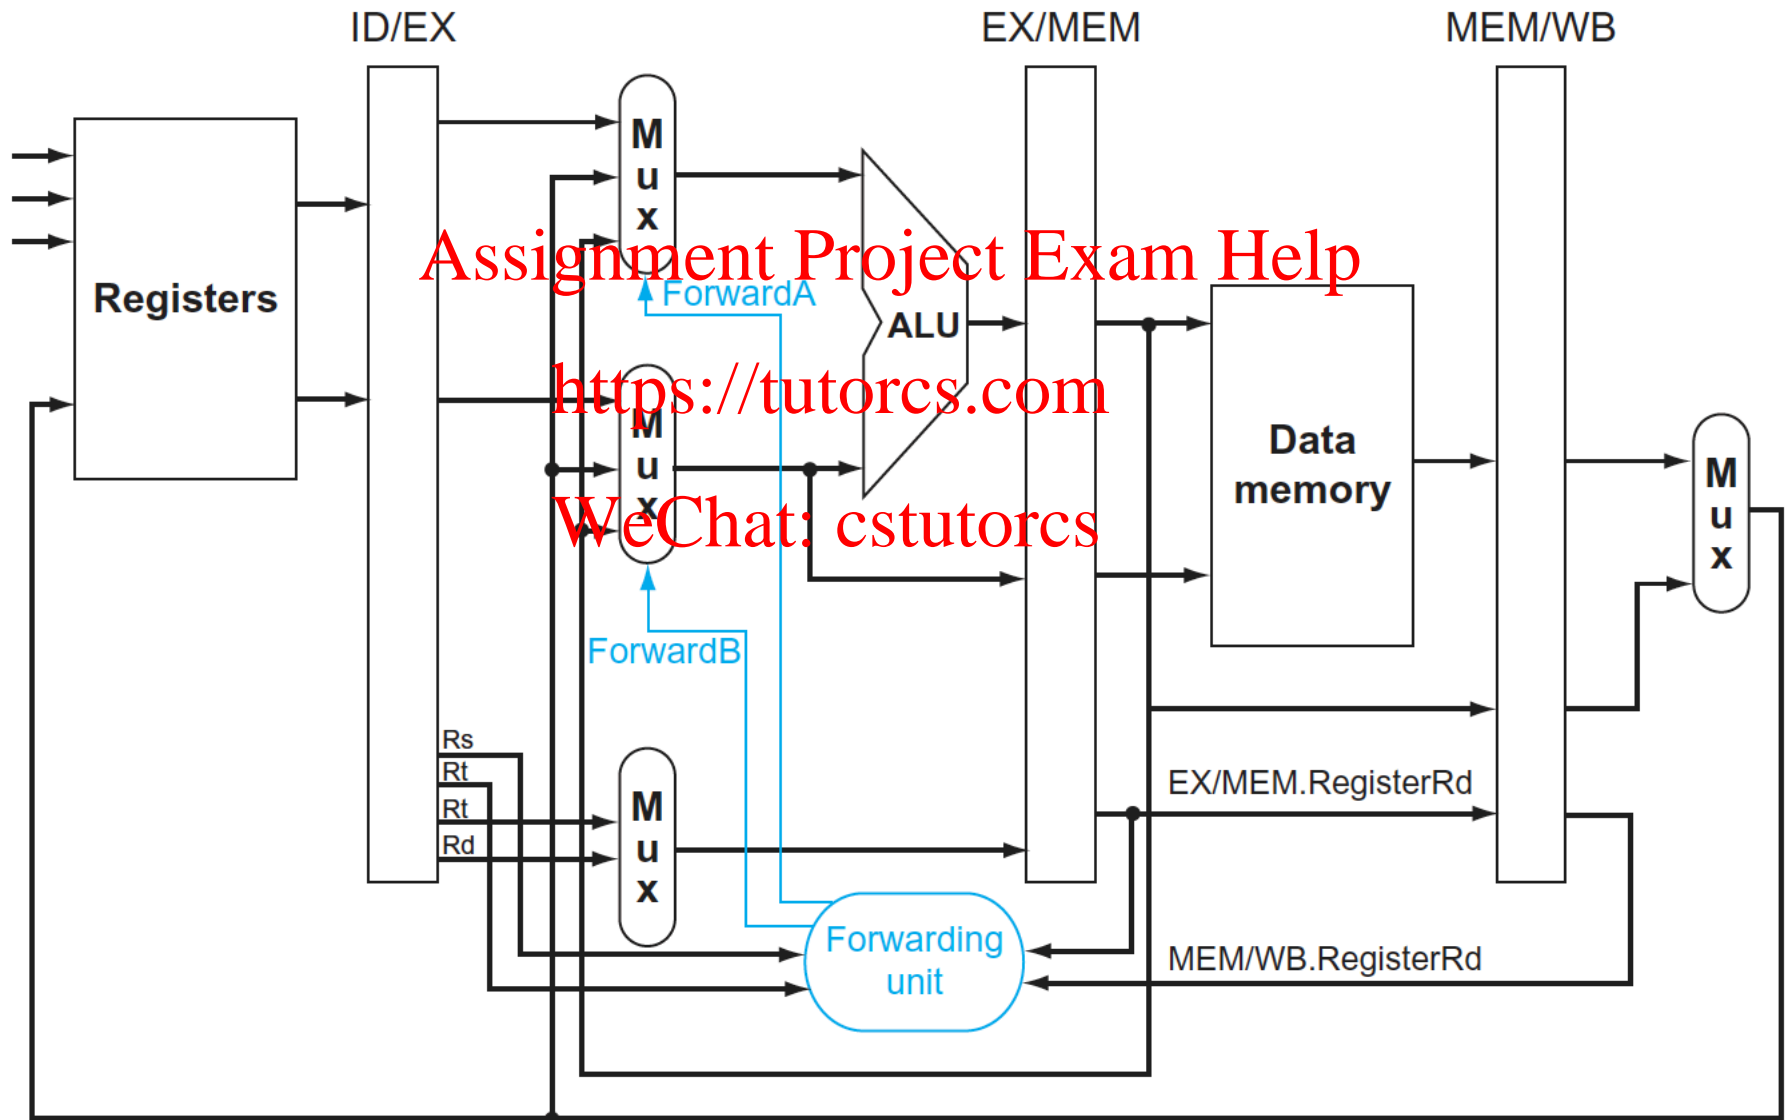 ID/EX
EX/MEM
MEM/WB
M
u
x
Registers
Assignment Project Exam Help
ForwardA
ALU
https://tutorcs.com
M
u
x
Data
memory
M
u
x
WeChat: cstutorcs
ForwardB
Rs
Rt
Rt
Rd
M
u
x
EX/MEM.RegisterRd
Forwarding
unit
MEM/WB.RegisterRd